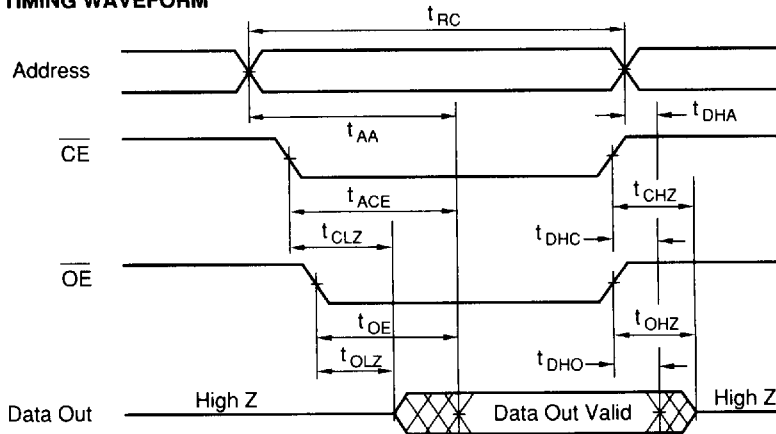 TIMING WAVEFORM
tRC
Address
tDHA
tAA
CE
tACE
tCHZ
tCLZ
tDHC
OE
tOE
tOHZ
tOLZ
tDHO
High Z
High Z
Data Out
Data Out Valid